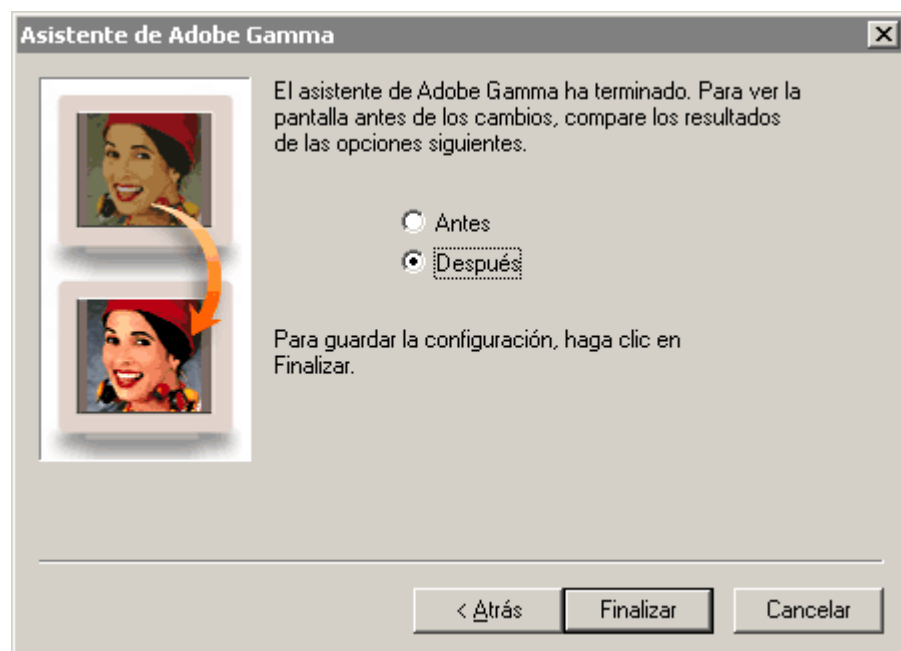 Asistente de Adobe Gamma
El asistente de Adobe Gamma ha terminado. Para ver la
pantalla antes de los cambios, compare los resultados
de las opciones siguientes.
Antes
Después
Para guardar la configuración, haga clic en
Finalizar.
< Atrás
Finalizar
Cancelar